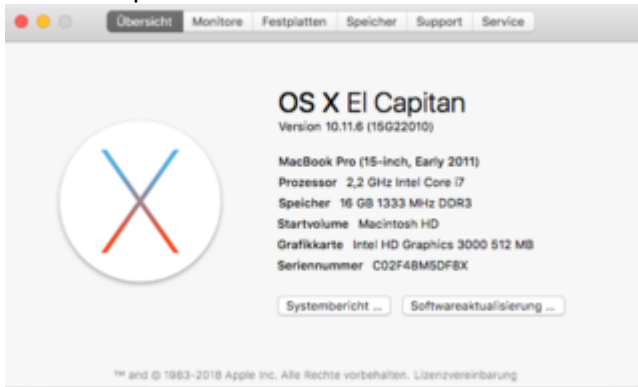 Übersicht Monitore Festplatten Speicher Support Service
OS X El Capitan
Version 10.11.6 (15G22010)
MacBook Pro (15-inch, Early 2011)
Prozessor 2,2 GHz Intel Core i7
Speicher 16 GB 1333 MHz DDR3
Startvolume Macintosh HD
Grafikkarte Intel HD Graphics 3000 512 MB
Seriennummer C02F48M5DF8X
Systembericht ... Softwareaktualisierung ...
™ and © 1983-2018 Apple Inc. Alle Rechte vorbehalten. Lizenzvereinbarung